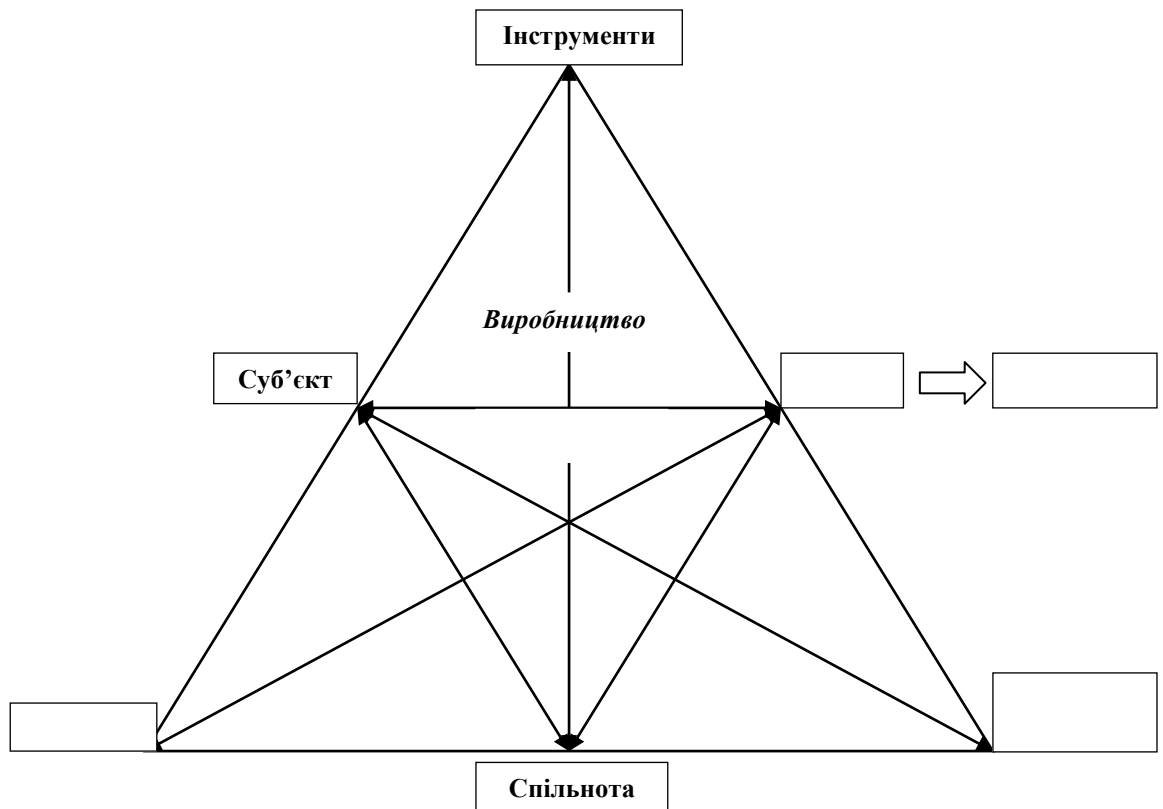 Інструменти
Виробництво
Суб’єкт
Спільнота